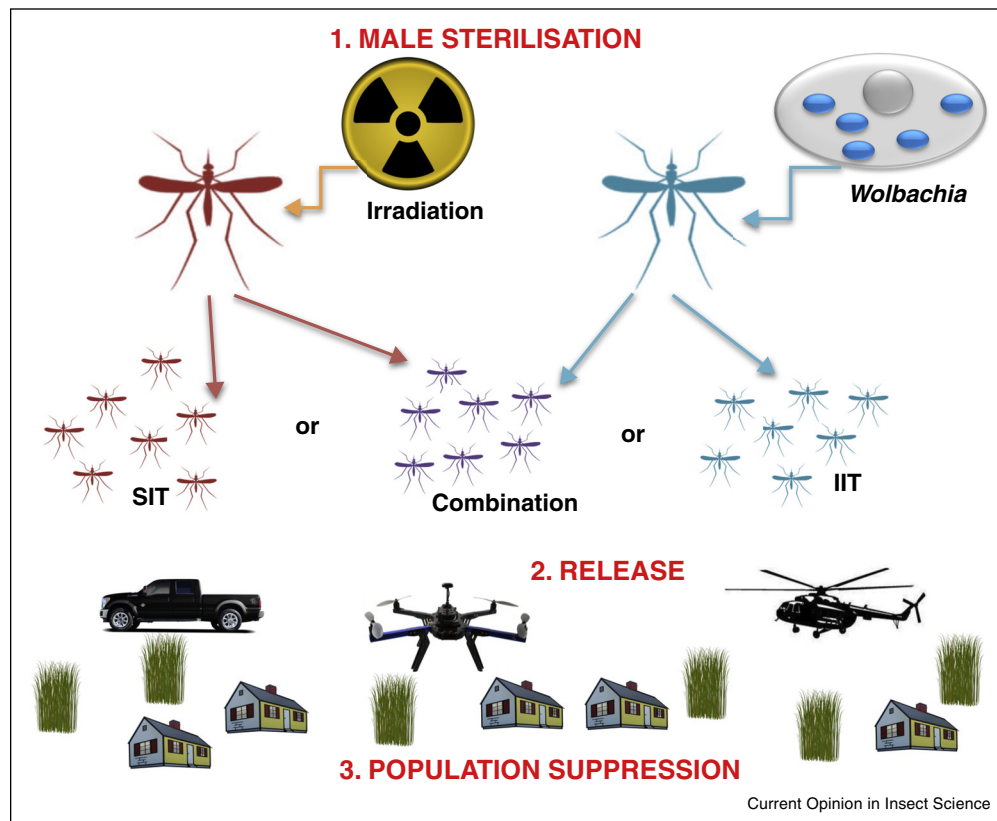 1. MALE STERILISATION
Irradiation
Wolbachia
SIT
or
Combination
or
IIT
2. RELEASE
3. POPULATION SUPPRESSION
Current Opinion in Insect Science